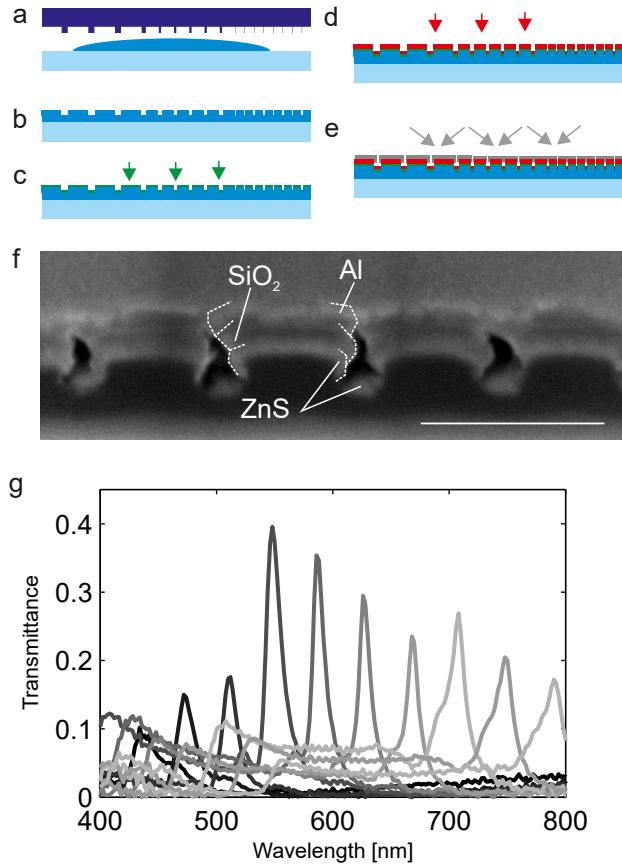 a
b
c
d
e
f
SiO2
Al
ZnS
g
Transmittance
0.4
0.3
0.2
0.1
0
400
500
600
700
800
Wavelength [nm]